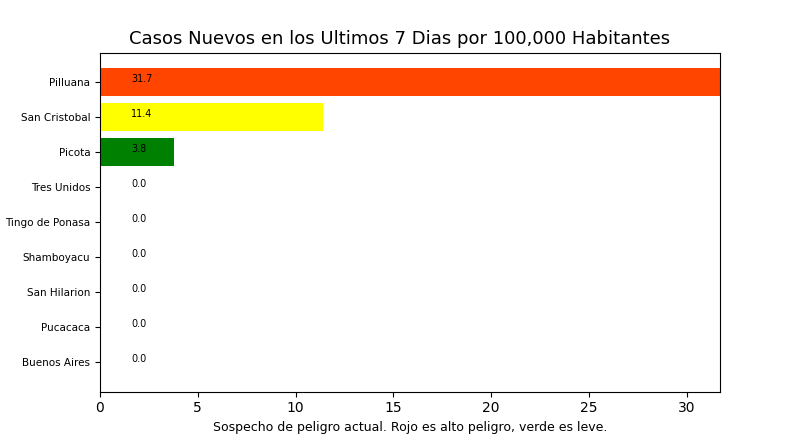 Casos Nuevos en los Ultimos 7 Dias por 100,000 Habitantes
Pilluana 31.7
San Cristobal 11.4
Picota 3.8
Tres Unidos 0.0
Tingo de Ponasa 0.0
Shamboyacu 0.0
San Hilarion 0.0
Pucacaca 0.0
Buenos Aires 0.0
0 5 10 15 20 25 30
Sospecho de peligro actual. Rojo es alto peligro, verde es leve.